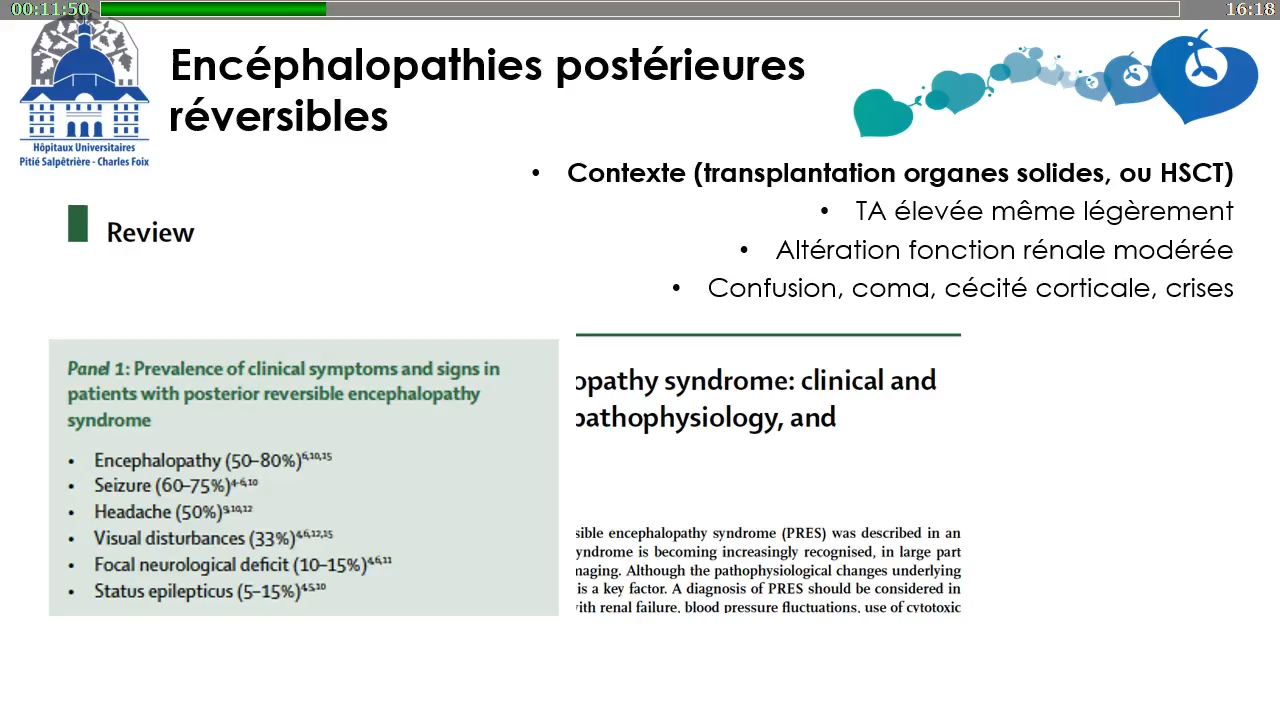 00:11:50
16:18
Encéphalopathies postérieures
réversibles
Hôpitaux Universitaires
Pitié Salpêtrière - Charles Foix
• Contexte (transplantation organes solides, ou HSCT)
• TA élevée même légèrement
• Altération fonction rénale modérée
• Confusion, coma, cécité corticale, crises
Review
Panel 1: Prevalence of clinical symptoms and signs in
patients with posterior reversible encephalopathy
syndrome
• Encephalopathy (50–80%)6,10,15
• Seizure (60–75%)4-6,10
• Headache (50%)9,10,12
• Visual disturbances (33%)4,6,12,15
• Focal neurological deficit (10–15%)4,6,11
• Status epilepticus (5–15%)4,5,10
opathy syndrome: clinical and
pathophysiology, and
sible encephalopathy syndrome (PRES) was described in an
yndrome is becoming increasingly recognised, in large part
naging. Although the pathophysiological changes underlying
is a key factor. A diagnosis of PRES should be considered in
ith renal failure, blood pressure fluctuations, use of cytotoxic